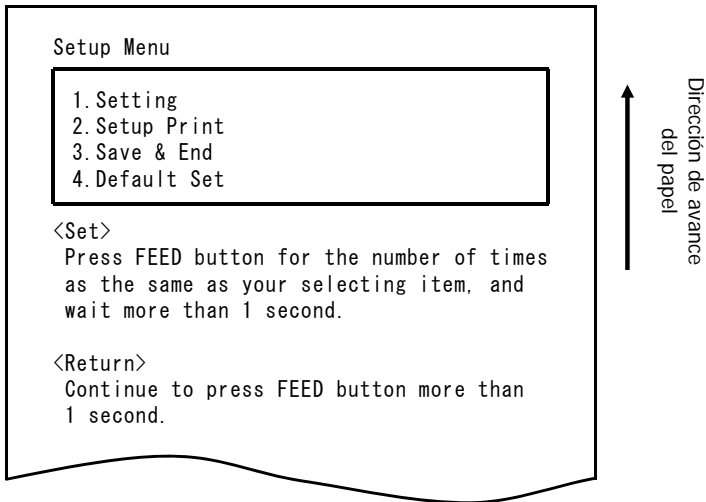 Setup Menu
1.Setting
2.Setup Print
3.Save & End
4.Default Set
<Set>
Press FEED button for the number of times
as the same as your selecting item, and
wait more than 1 second.
<Return>
Continue to press FEED button more than
1 second.
Dirección de avance
del papel